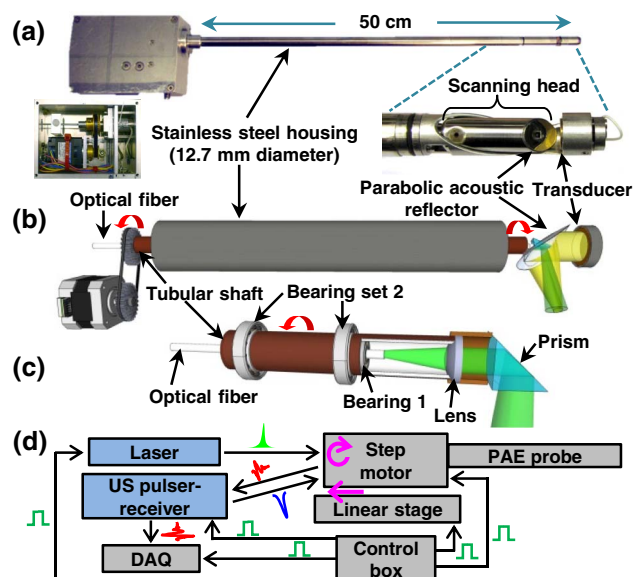 (a)
50 cm
Scanning head
Stainless steel housing
(12.7 mm diameter)
Parabolic acoustic
reflector
Transducer
Optical fiber
(b)
Tubular shaft
Bearing set 2
(c)
Prism
Optical fiber
Bearing 1
Lens
(d)
Laser
Step
motor
PAE probe
US pulser-
receiver
Linear stage
DAQ
Control
box